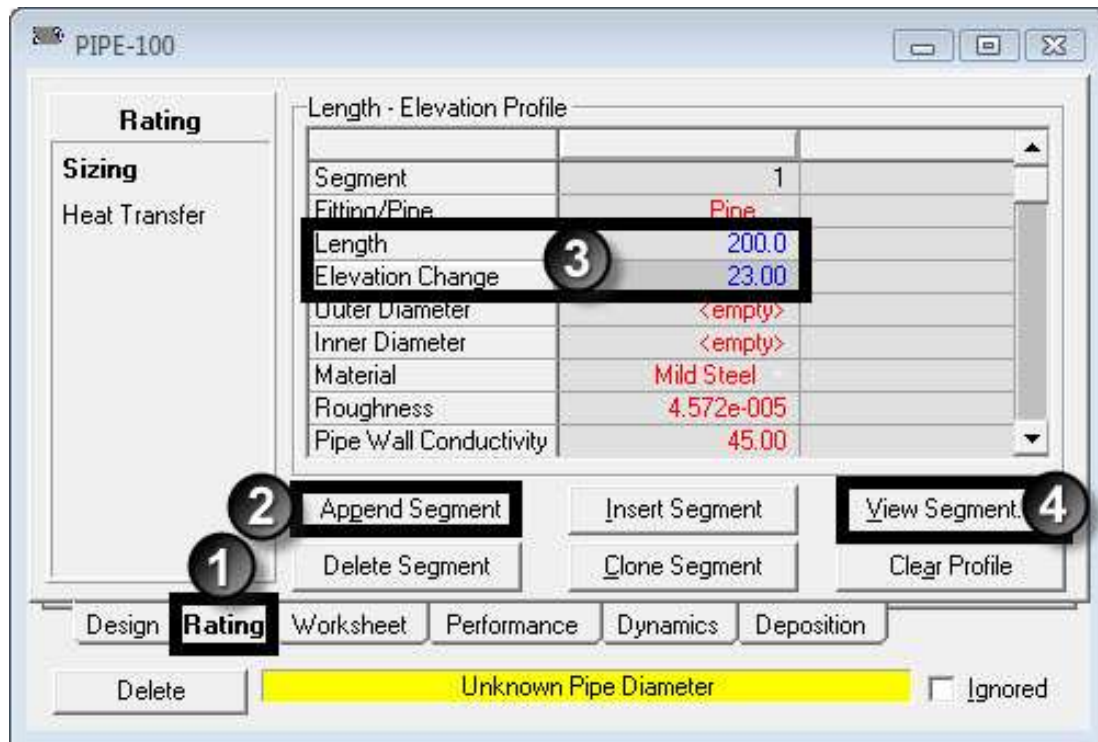 PIPE-100
Rating
Sizing
Heat Transfer
Length - Elevation Profile
Segment 1
Fitting/Pipe Pipe
Length 200.0
Elevation Change 23.00
Outer Diameter <empty>
Inner Diameter <empty>
Material Mild Steel
Roughness 4.572e-005
Pipe Wall Conductivity 45.00
3
2
Append Segment
Insert Segment
View Segment.
4
1
Delete Segment
Clone Segment
Clear Profile
Design
Rating
Worksheet
Performance
Dynamics
Deposition
Delete
Unknown Pipe Diameter
Ignored